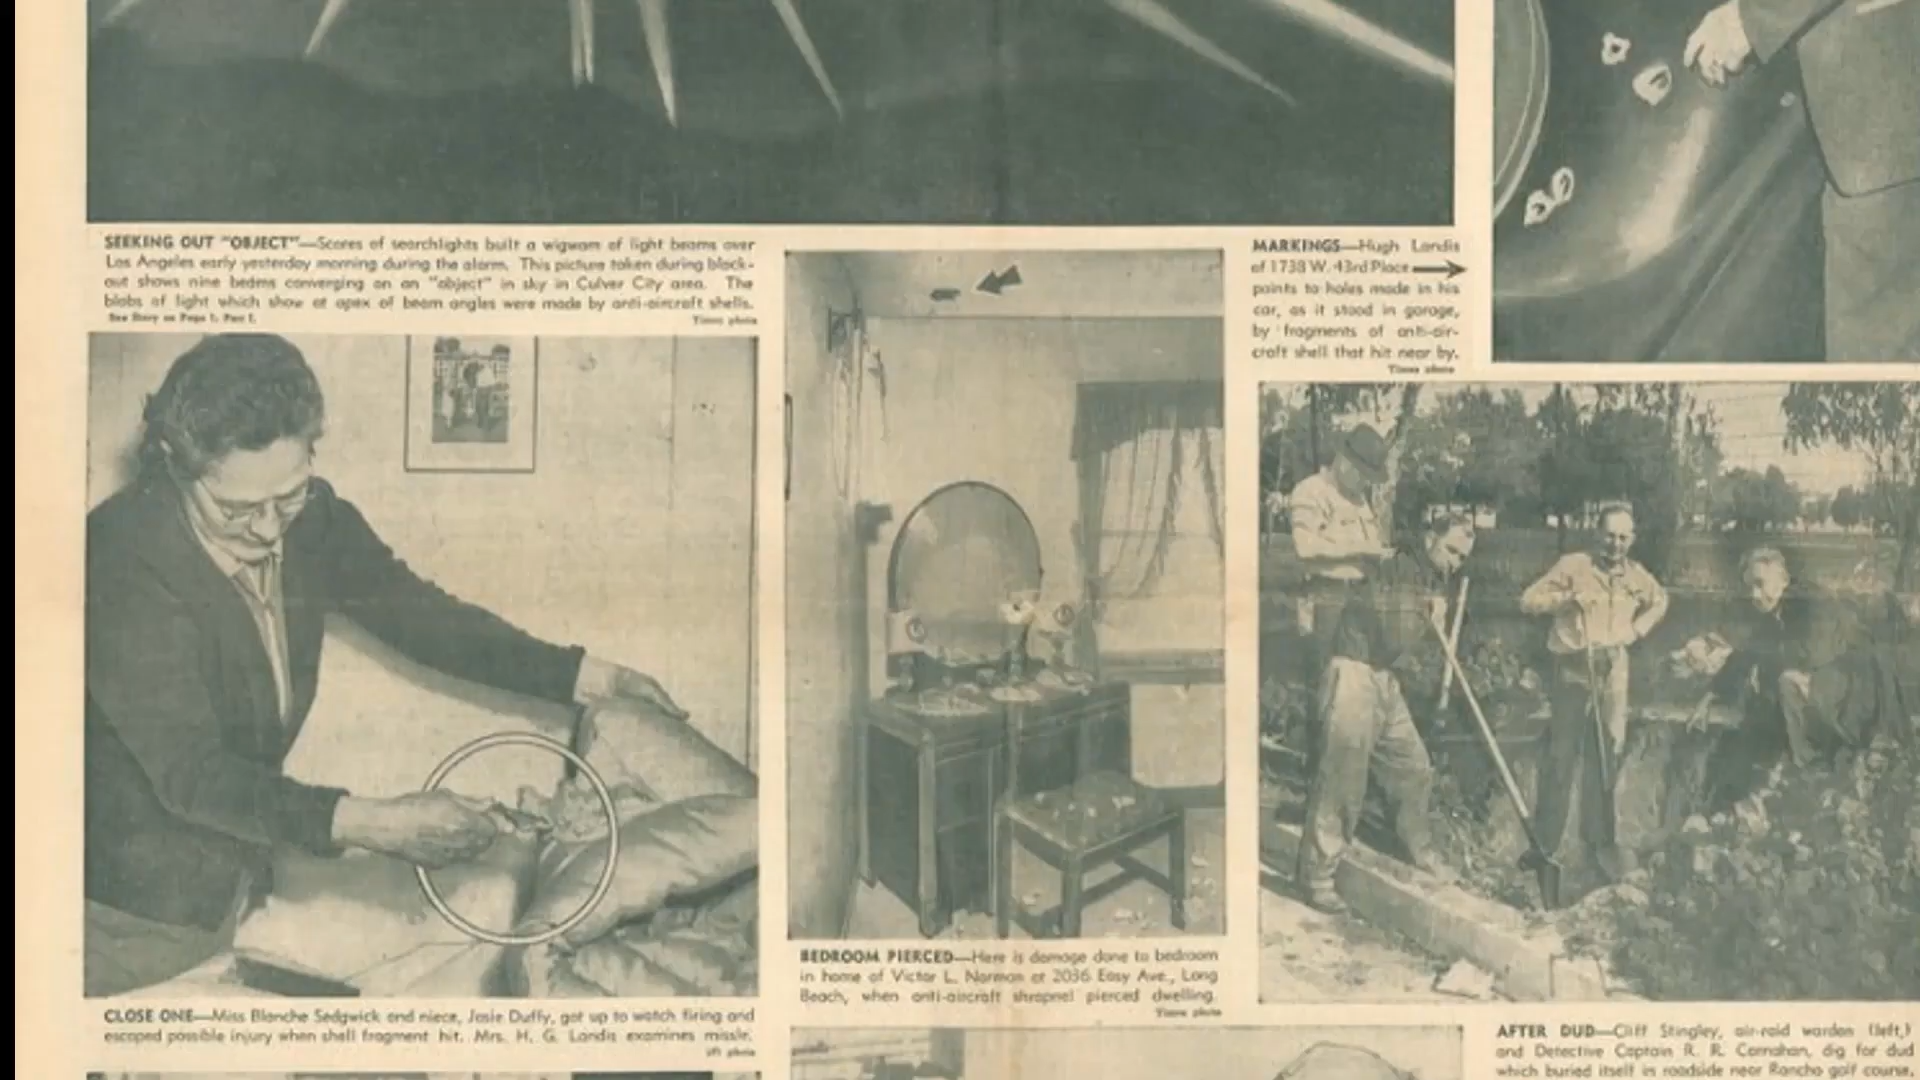 SEEKING OUT "OBJECT"—Scores of searchlights built a wigwam of light beams over
Los Angeles early yesterday morning during the alarm. This picture taken during black-
out shows nine beams converging on an "object" in sky in Culver City area. The
blobs of light which show at apex of beam angles were made by anti-aircraft shells.
See Story on Page 1, Part I.
Times photo
MARKINGS—Hugh Landis
of 1738 W. 43rd Place
points to holes made in his
car, as it stood in garage,
by fragments of anti-air-
craft shell that hit near by.
Times photo
BEDROOM PIERCED—Here is damage done to bedroom
in home of Victor L. Norman at 2036 Easy Ave., Long
Beach, when anti-aircraft shrapnel pierced dwelling.
Times photo
CLOSE ONE—Miss Blanche Sedgwick and niece, Josie Duffy, got up to watch firing and
escaped possible injury when shell fragment hit. Mrs. H. G. Landis examines missle.
photo
AFTER DUD—Cliff Stingley, air-raid warden (left,)
and Detective Captain R. R. Carnahan, dig for dud
which buried itself in roadside near Rancho golf course,